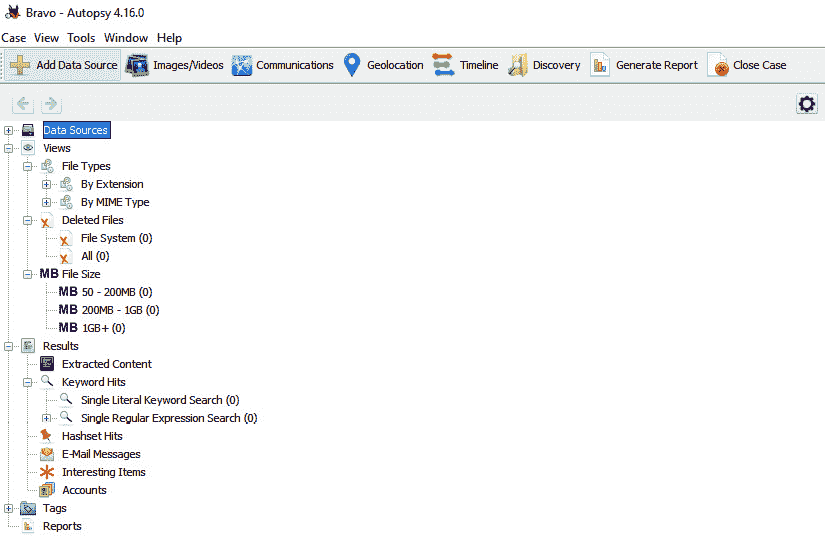 Bravo - Autopsy 4.16.0
Case View Tools Window Help
Add Data Source Images/Videos Communications Geolocation Timeline Discovery Generate Report Close Case
Data Sources
Views
File Types
By Extension
By MIME Type
Deleted Files
File System (0)
All (0)
MB File Size
MB 50 - 200MB (0)
MB 200MB - 1GB (0)
MB 1GB+ (0)
Results
Extracted Content
Keyword Hits
Single Literal Keyword Search (0)
Single Regular Expression Search (0)
Hashset Hits
E-Mail Messages
Interesting Items
Accounts
Tags
Reports